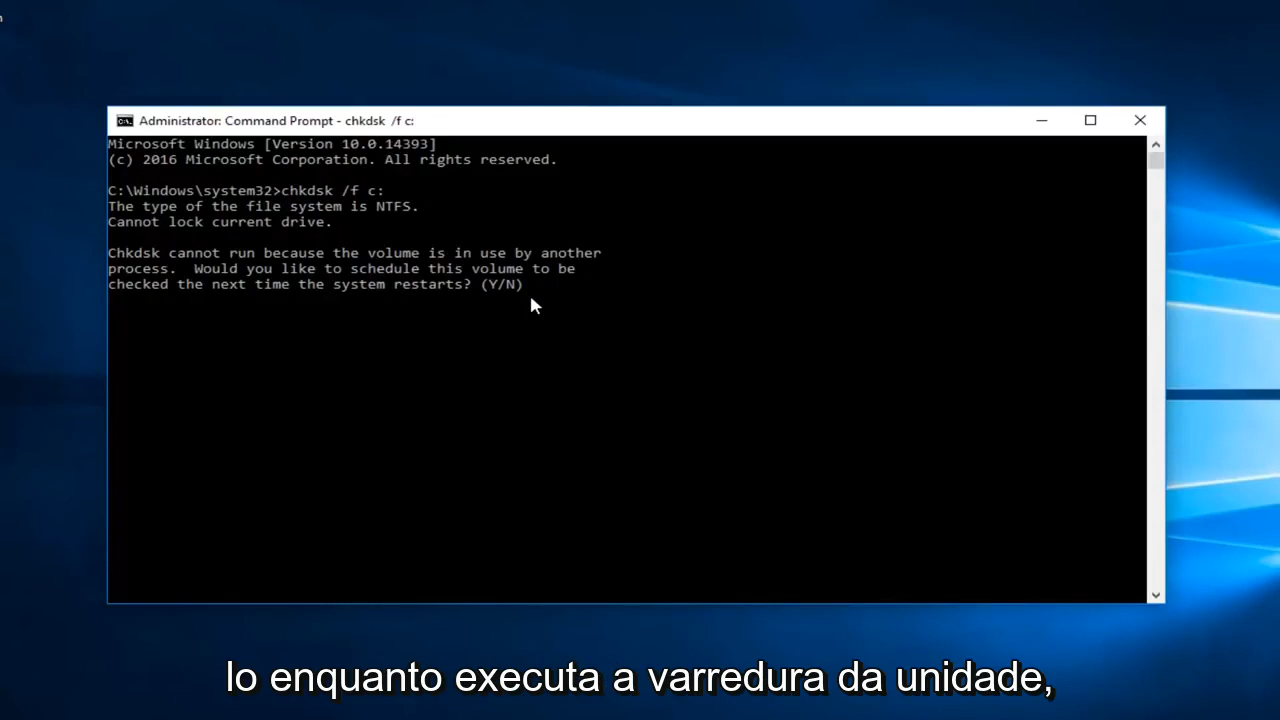 Administrator: Command Prompt - chkdsk /f c:
Microsoft Windows [Version 10.0.14393]
(c) 2016 Microsoft Corporation. All rights reserved.
C:\Windows\system32>chkdsk /f c:
The type of the file system is NTFS.
Cannot lock current drive.
Chkdsk cannot run because the volume is in use by another
process.  Would you like to schedule this volume to be
checked the next time the system restarts? (Y/N)
lo enquanto executa a varredura da unidade,